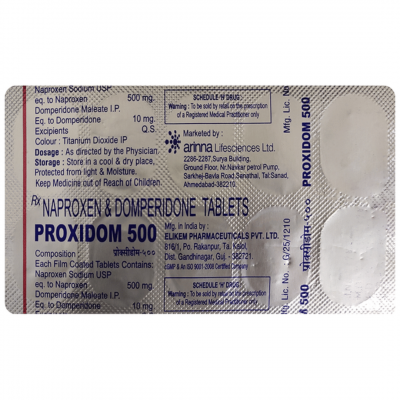 Naproxen Sodium USP
eq. to Naproxen 500 mg.
Domperidone Maleate I.P.
Eq. to Domperidone 10 mg.
Excipients Q.S.
Colour : Titanium Dioxide IP
Dosage : As directed by the Physician.
Storage : Store in a cool & dry place,
Protected from light & Moisture.
Keep Medicine out of Reach of Children
SCHEDULE 'H' DRUG
Warning : To be sold by retail on the prescription
of a Registered Medical Practitioner only
Marketed by :
arinna Lifesciences Ltd.
2286-2287, Surya Building,
Ground Floor, Nr. Navkar petrol Pump,
Sarkhej-Bavla Road, Sanathal, Tal. Sanad,
Ahmedabad-382210.
Mfg. Lic. No.
PROXIDOM 500
Rx NAPROXEN & DOMPERIDONE TABLETS
PROXIDOM 500
प्रोक्सीडोम-५००
Composition :
Each Film Coated Tablets Contains:
Naproxen Sodium USP
eq. to Naproxen 500 mg.
Domperidone Maleate I.P.
Eq. to Domperidone 10 mg
Mfg. in India by :
ELIKEM PHARMACEUTICALS PVT. LTD.
816/1, Po. Rakanpur, Ta. Kalol,
Dist. Gandhinagar, Guj. - 382721.
cGMP & An ISO 9001-2008 Certified Company
SCHEDULE 'H' DRUG
Warning : To be sold by retail on the prescription
of a Registered Medical Practitioner only
Mfg. Lic. No. : G/25/1210
प्रोक्सीडोम-५००
M 500